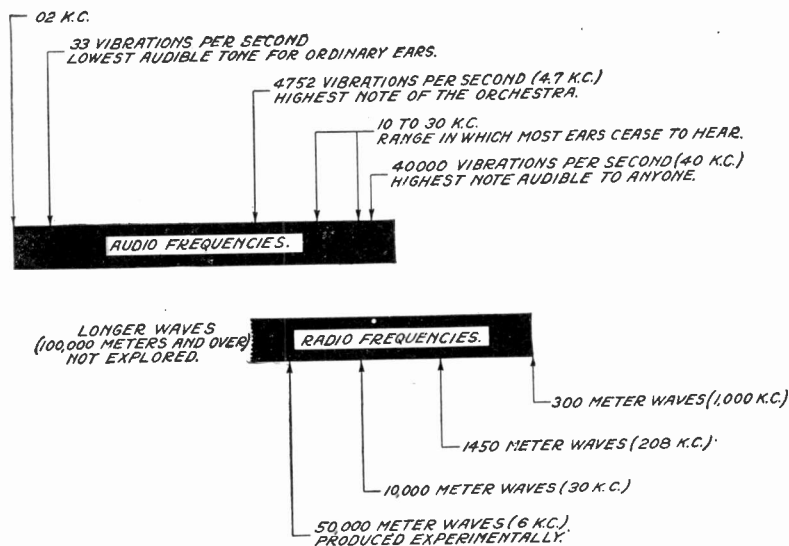 02 K.C.
33 VIBRATIONS PER SECOND
LOWEST AUDIBLE TONE FOR ORDINARY EARS.
4752 VIBRATIONS PER SECOND (4.7 K.C.)
HIGHEST NOTE OF THE ORCHESTRA.
10 TO 30 K.C.
RANGE IN WHICH MOST EARS CEASE TO HEAR.
40000 VIBRATIONS PER SECOND (40 K.C.)
HIGHEST NOTE AUDIBLE TO ANYONE.
AUDIO FREQUENCIES.
LONGER WAVES
(100,000 METERS AND OVER)
NOT EXPLORED.
RADIO FREQUENCIES.
300 METER WAVES (1,000 K.C.)
1450 METER WAVES (208 K.C.)
10,000 METER WAVES (30 K.C.)
50,000 METER WAVES (6 K.C.)
PRODUCED EXPERIMENTALLY.